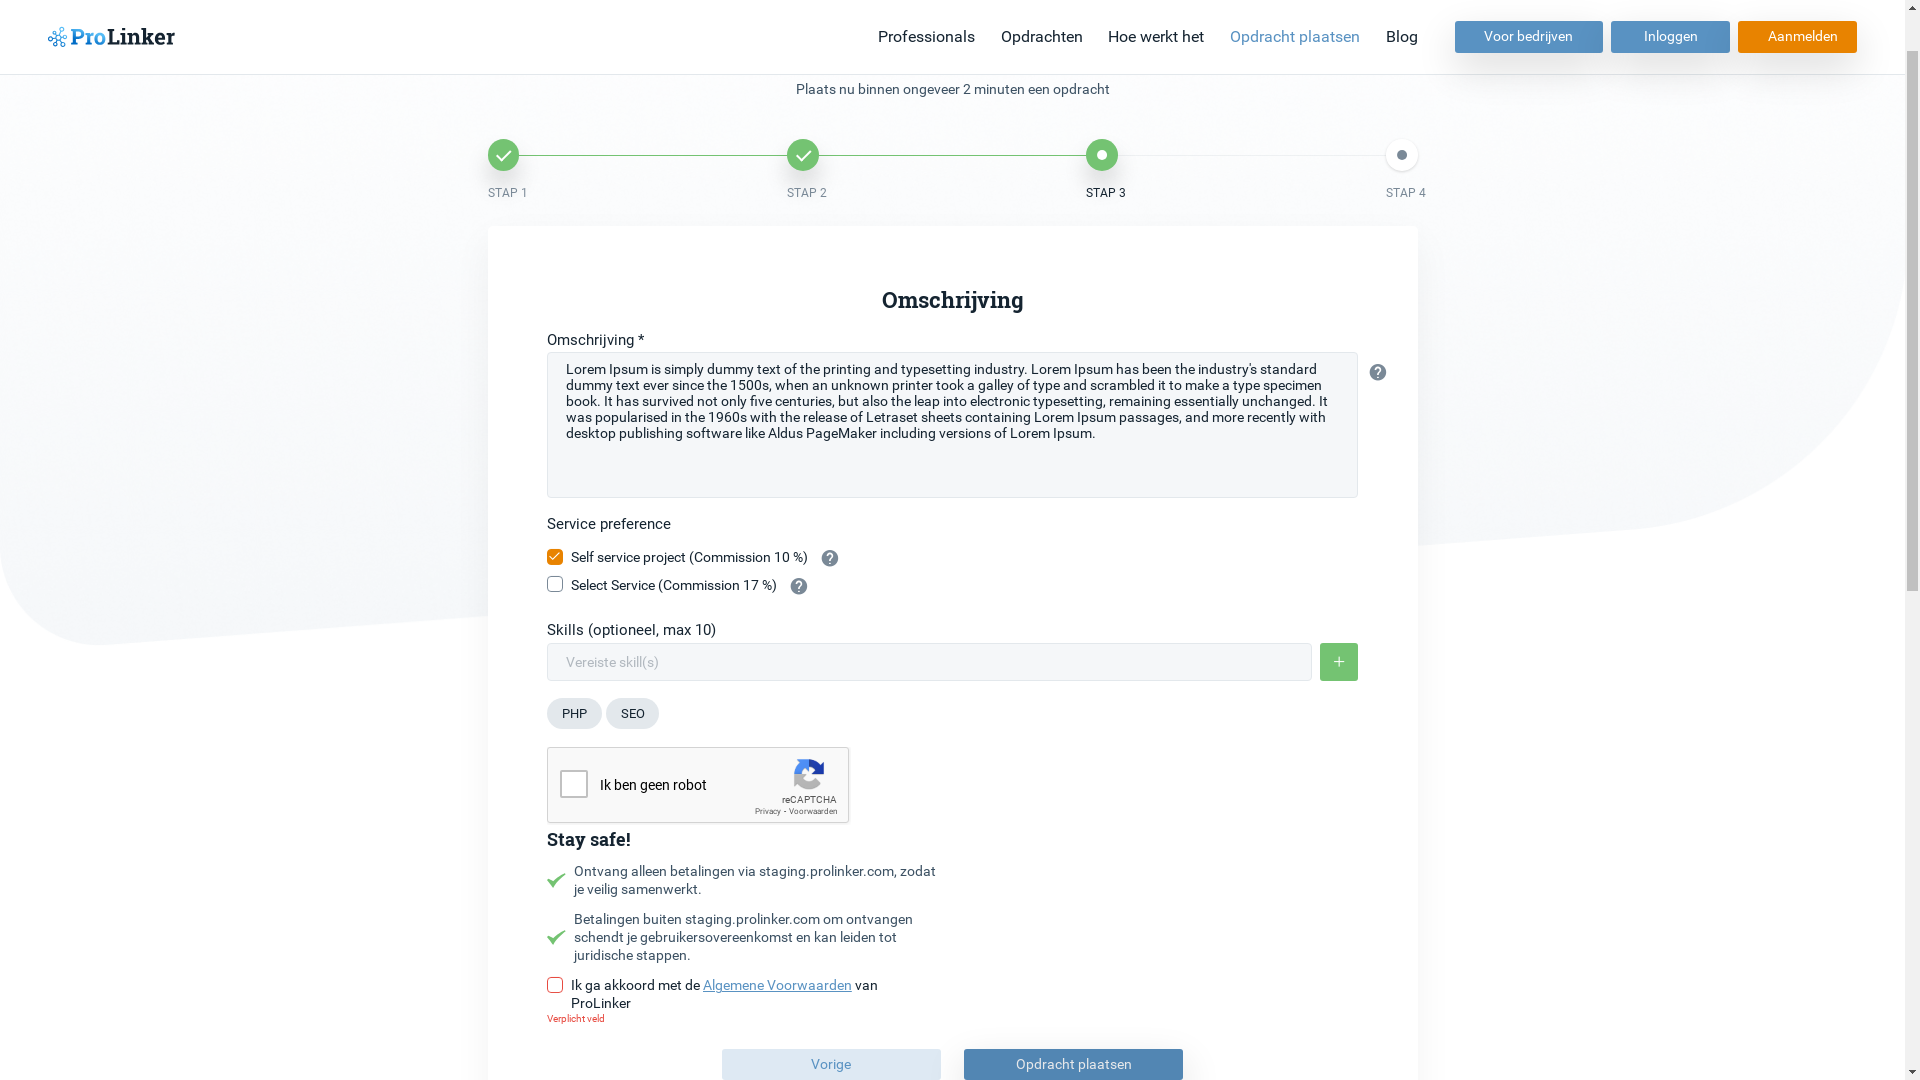 ProLinker
Professionals
Opdrachten
Hoe werkt het
Opdracht plaatsen
Blog
Voor bedrijven
Inloggen
Aanmelden
Plaats nu binnen ongeveer 2 minuten een opdracht
STAP 1
STAP 2
STAP 3
STAP 4
Omschrijving
Omschrijving *
Lorem Ipsum is simply dummy text of the printing and typesetting industry. Lorem Ipsum has been the industry's standard
dummy text ever since the 1500s, when an unknown printer took a galley of type and scrambled it to make a type specimen
book. It has survived not only five centuries, but also the leap into electronic typesetting, remaining essentially unchanged. It
was popularised in the 1960s with the release of Letraset sheets containing Lorem Ipsum passages, and more recently with
desktop publishing software like Aldus PageMaker including versions of Lorem Ipsum.
Service preference
Self service project (Commission 10 %)
Select Service (Commission 17 %)
Skills (optioneel, max 10)
Vereiste skill(s)
+
PHP
SEO
Ik ben geen robot
reCAPTCHA
Privacy - Voorwaarden
Stay safe!
Ontvang alleen betalingen via staging.prolinker.com, zodat
je veilig samenwerkt.
Betalingen buiten staging.prolinker.com om ontvangen
schendt je gebruikersovereenkomst en kan leiden tot
juridische stappen.
Ik ga akkoord met de Algemene Voorwaarden van
ProLinker
Verplicht veld
Vorige
Opdracht plaatsen